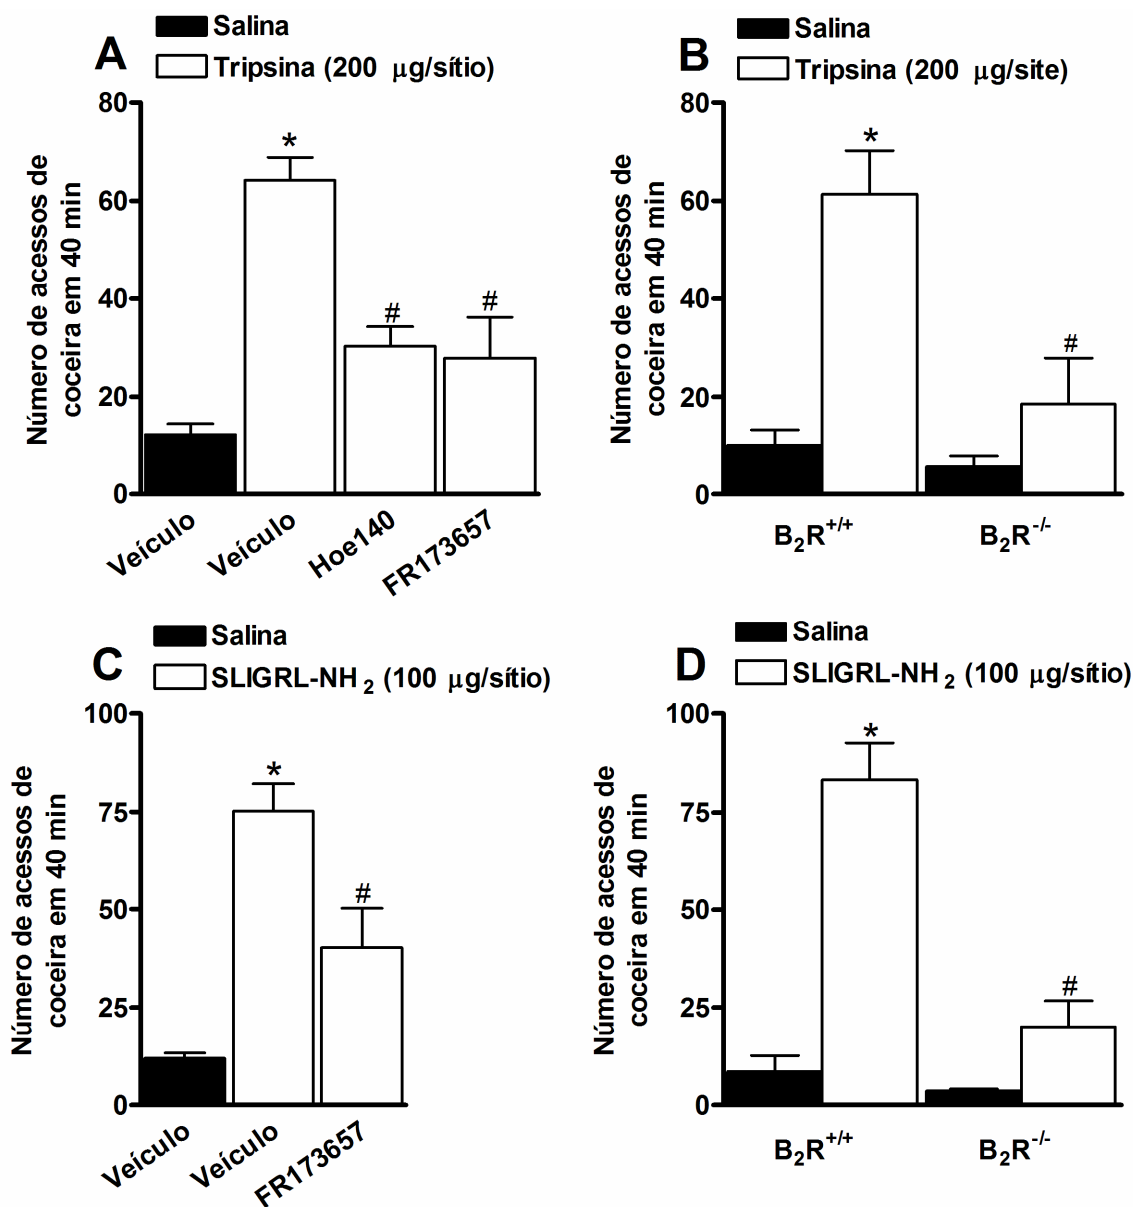 A
Salina
Tripsina (200 μg/sítio)
Número de acessos de
coceira em 40 min
80
60
40
20
0
*
#
#
Veículo
Veículo
Hoe140
FR173657
B
Salina
Tripsina (200 μg/site)
Número de acessos de
coceira em 40 min
80
60
40
20
0
*
#
B2R+/+
B2R-/-
C
Salina
SLIGRL-NH2 (100 μg/sítio)
Número de acessos de
coceira em 40 min
100
75
50
25
0
*
#
Veículo
Veículo
FR173657
D
Salina
SLIGRL-NH2 (100 μg/sítio)
Número de acessos de
coceira em 40 min
100
75
50
25
0
*
#
B2R+/+
B2R-/-